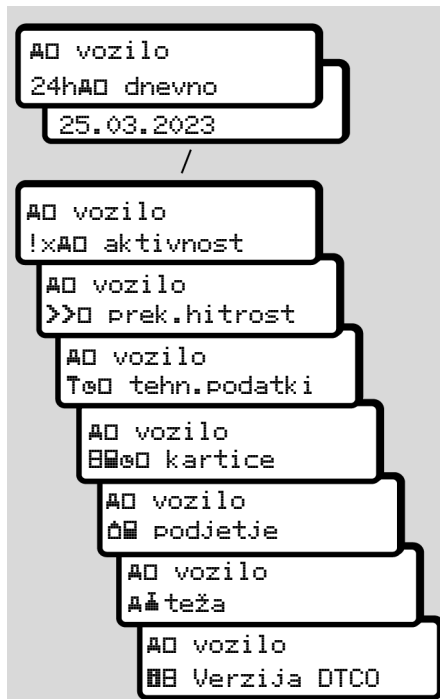 vozilo
24h dnevno
25.03.2023
/
vozilo
!x aktivnost
vozilo
>> prek.hitrost
vozilo
tehn.podatki
vozilo
kartice
vozilo
podjetje
vozilo
teža
vozilo
Verzija DTCO